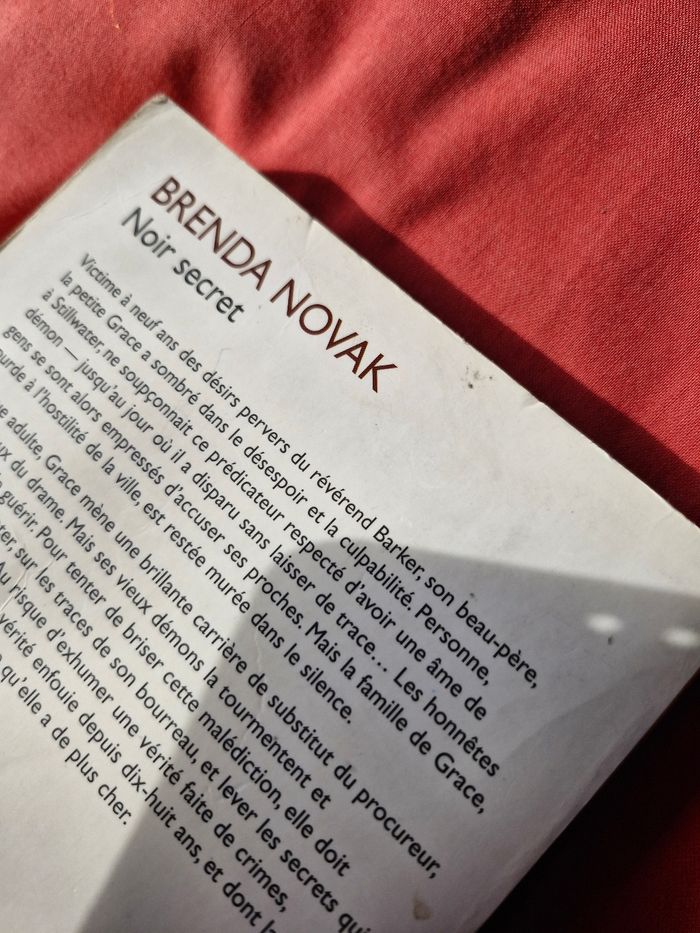 BRENDA NOVAK
Noir secret
Victime à neuf ans des désirs pervers du révérend Barker, son beau-père,
la petite Grace a sombré dans le désespoir et la culpabilité. Personne,
à Stillwater, ne soupçonnait ce prédicateur respecté d'avoir une âme de
démon — jusqu'au jour où il a disparu sans laisser de trace... Les honnêtes
gens se sont alors empressés d'accuser ses proches. Mais la famille de Grace,
ourde à l'hostilité de la ville, est restée murée dans le silence.
adulte, Grace mène une brillante carrière de substitut du procureur,
du drame. Mais ses vieux démons la tourmentent et
guérir. Pour tenter de briser cette malédiction, elle doit
sur les traces de son bourreau, et lever les secrets qui
Au risque d'exhumer une vérité faite de crimes,
vérité enfouie depuis dix-huit ans, et dont
qu'elle a de plus cher.